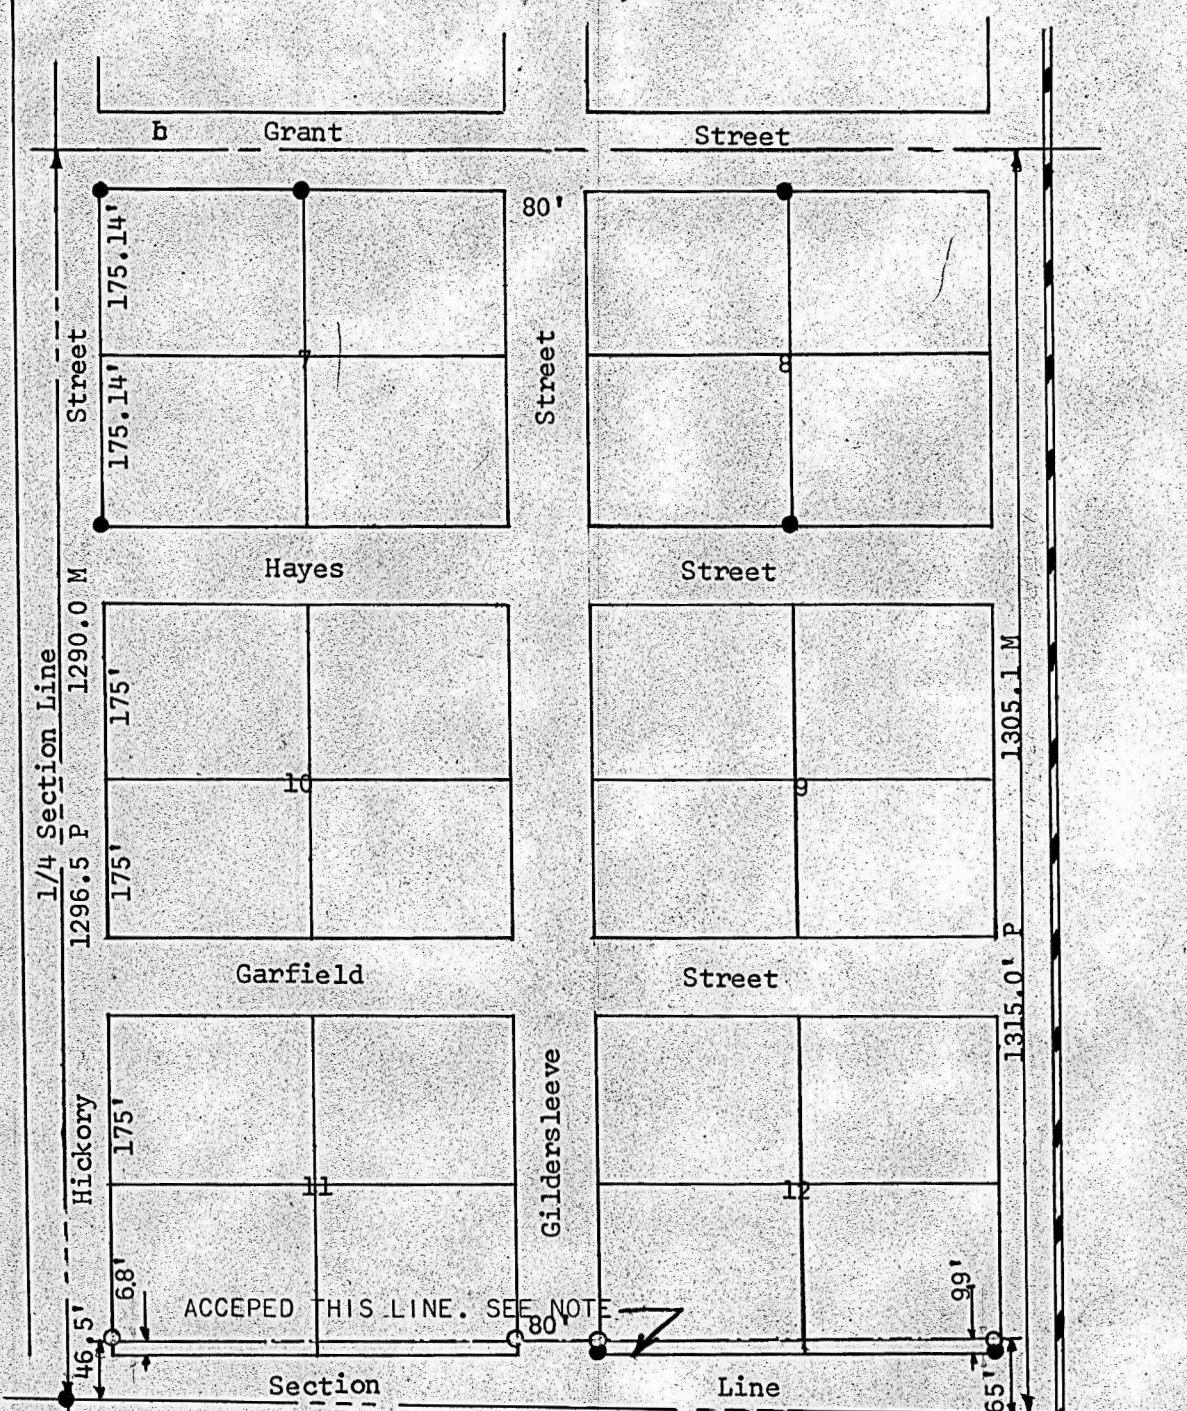 b Grant Street
80'
175.14'
175.14'
Street
Street
7
8
Hayes Street
1/4 Section Line
1296.5 P 1290.0 M
175'
175'
10
9
1315.0' P 1305.1 M
Garfield Street
Hickory
175'
Gildersleeve
11
12
6.8'
9.9'
ACCEPED THIS LINE. SEE NOTE
80'
46.5'
65'
Section Line